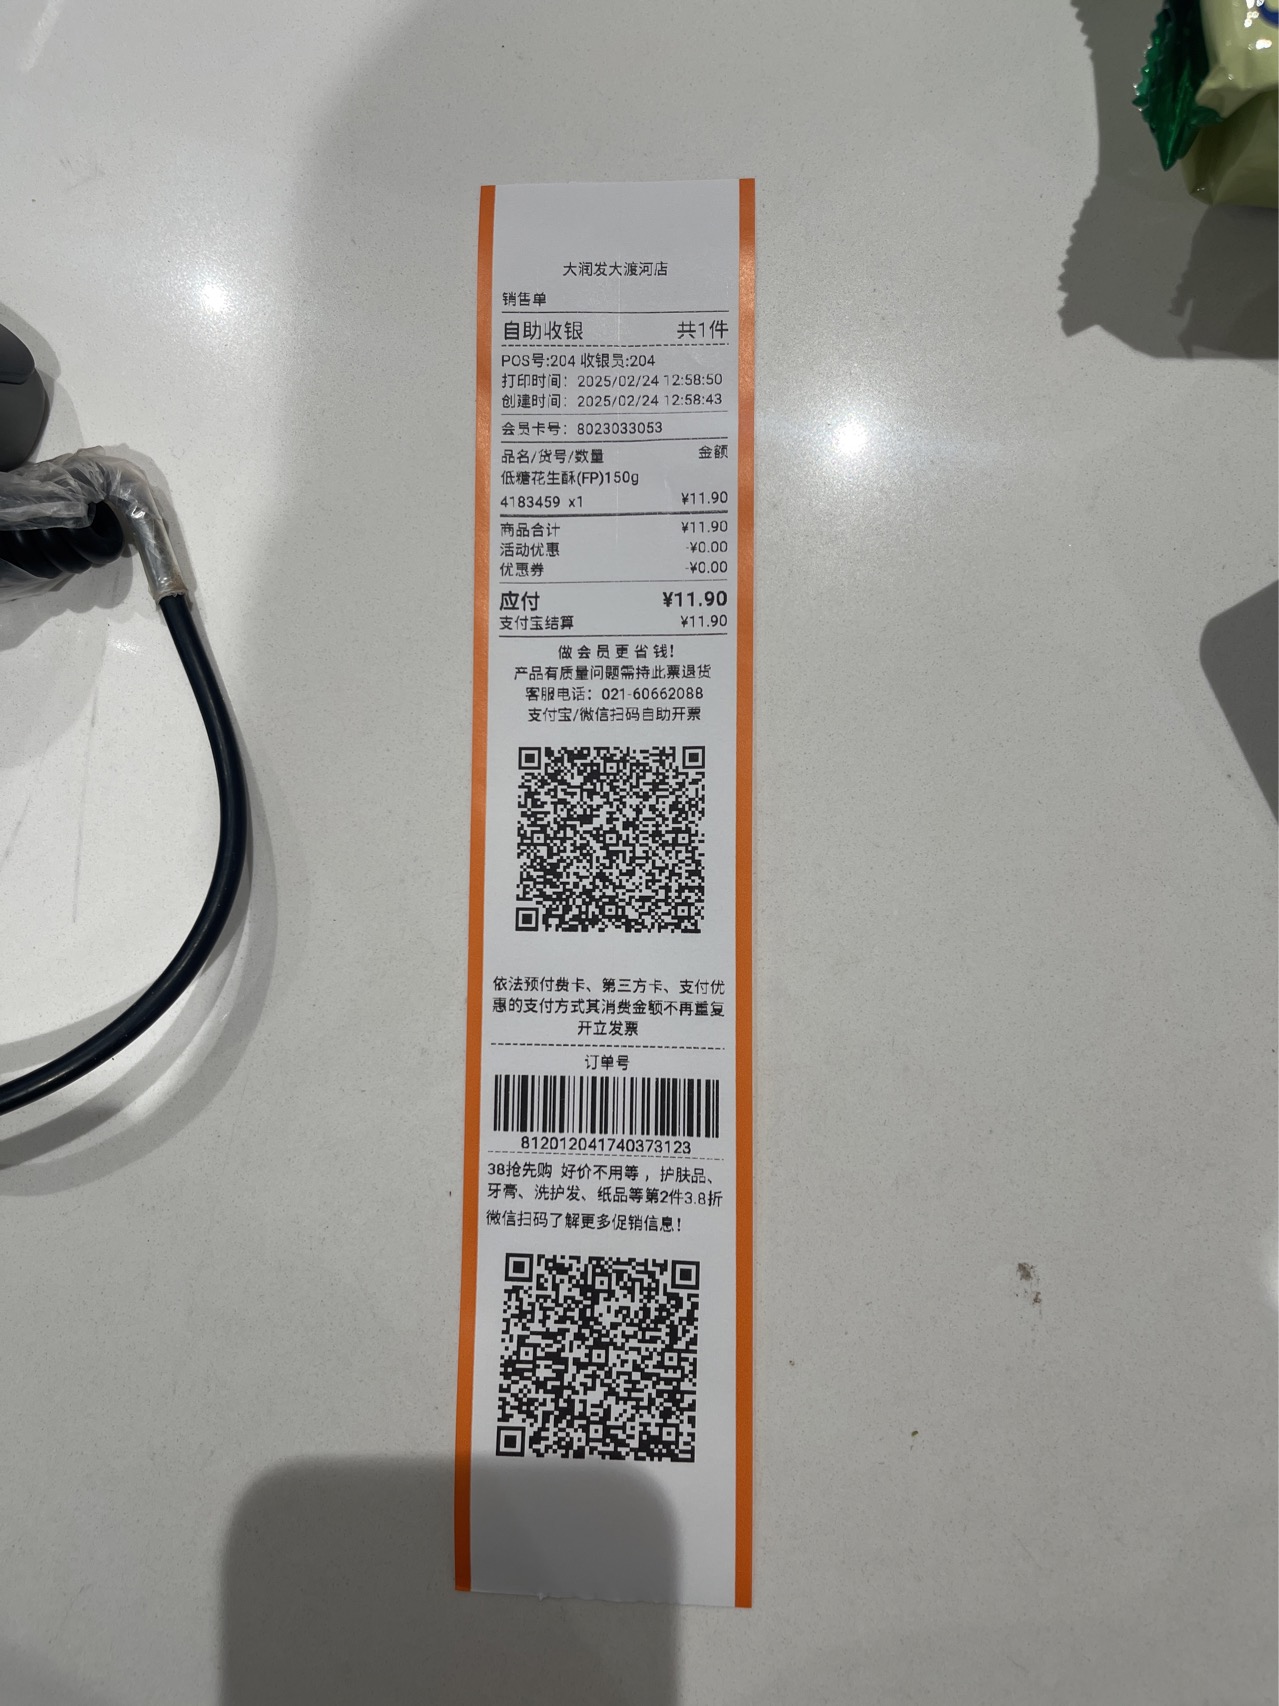 大润发大渡河店
销售单
自助收银 共1件
POS号:204 收银员:204
打印时间: 2025/02/24 12:58:50
创建时间: 2025/02/24 12:58:43
会员卡号: 8023033053
品名/货号/数量 金额
低糖花生酥(FP)150g
4183459 x1 ¥11.90
商品合计 ¥11.90
活动优惠 -¥0.00
优惠券 -¥0.00
应付 ¥11.90
支付宝结算 ¥11.90
做会员更省钱!
产品有质量问题需持此票退货
客服电话: 021-60662088
支付宝/微信扫码自助开票
依法预付费卡、第三方卡、支付优
惠的支付方式其消费金额不再重复
开立发票
订单号
812012041740373123
38抢先购 好价不用等，护肤品、
牙膏、洗护发、纸品等第2件3.8折
微信扫码了解更多促销信息!